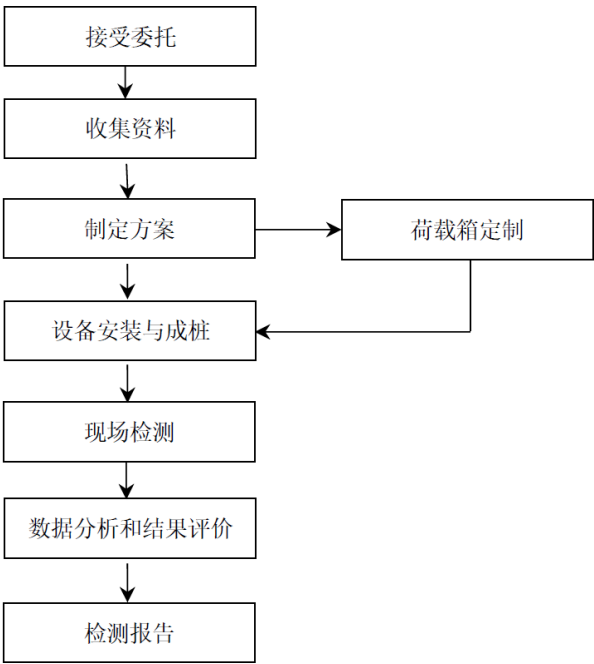 接受委托
收集资料
制定方案
荷载箱定制
设备安装与成桩
现场检测
数据分析和结果评价
检测报告